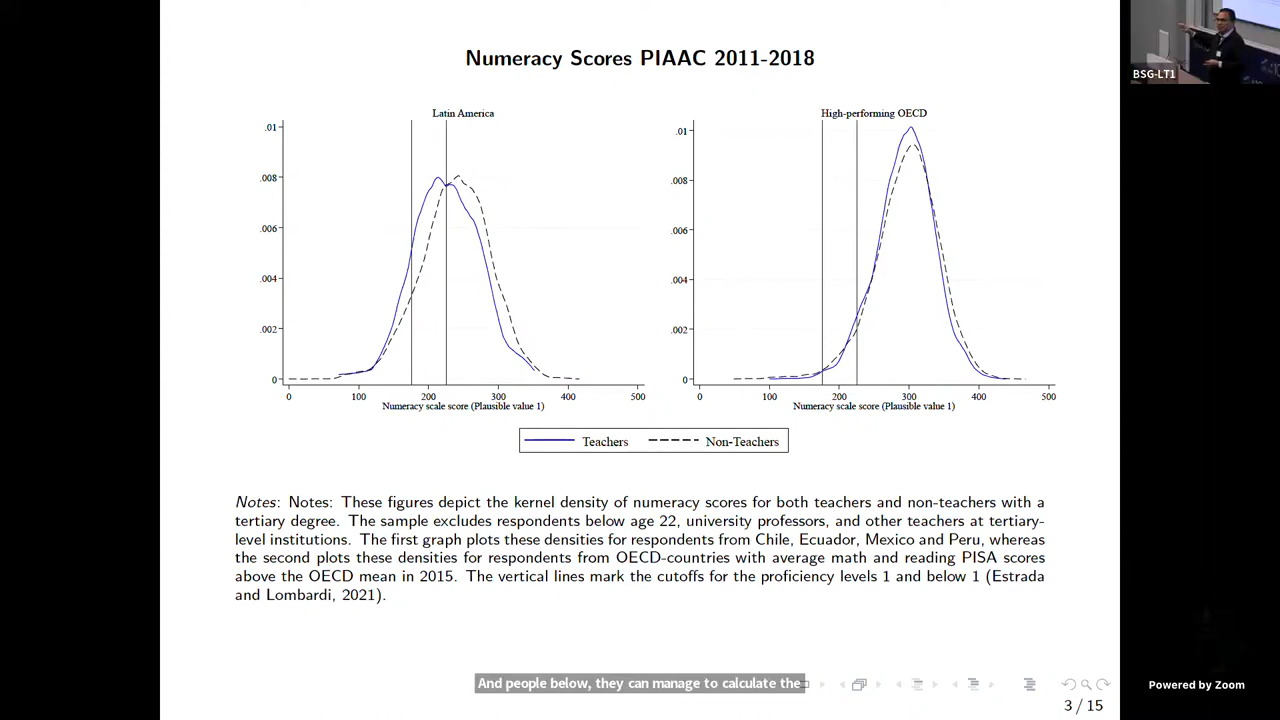 Numeracy Scores PIAAC 2011-2018
BSG-LT1
Latin America
.01
.008
.006
.004
.002
0
0 100 200 300 400 500
Numeracy scale score (Plausible value 1)
High-performing OECD
.01
.008
.006
.004
.002
0
0 100 200 300 400 500
Numeracy scale score (Plausible value 1)
Teachers Non-Teachers
Notes: Notes: These figures depict the kernel density of numeracy scores for both teachers and non-teachers with a
tertiary degree. The sample excludes respondents below age 22, university professors, and other teachers at tertiary-
level institutions. The first graph plots these densities for respondents from Chile, Ecuador, Mexico and Peru, whereas
the second plots these densities for respondents from OECD-countries with average math and reading PISA scores
above the OECD mean in 2015. The vertical lines mark the cutoffs for the proficiency levels 1 and below 1 (Estrada
and Lombardi, 2021).
And people below, they can manage to calculate the
Powered by Zoom
3 / 15